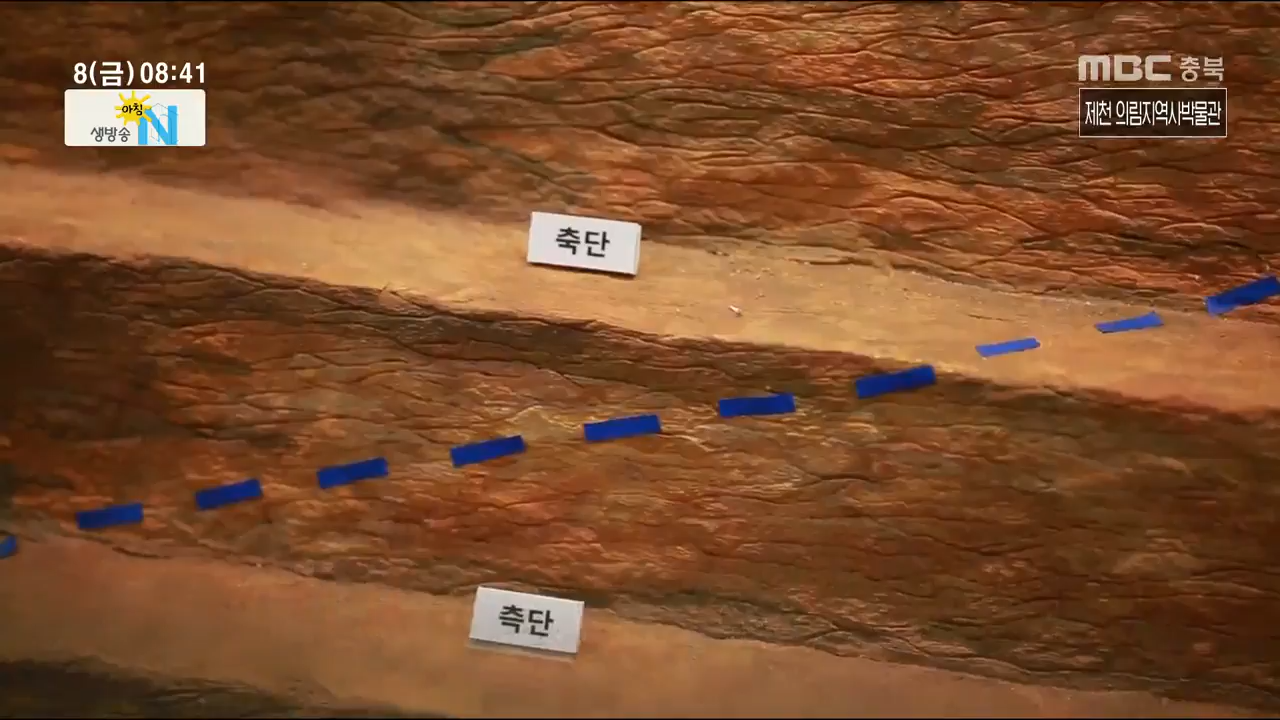 8(금) 08:41
아침
생방송 N
MBC 충북
제천 의림지역사박물관
축단
측단